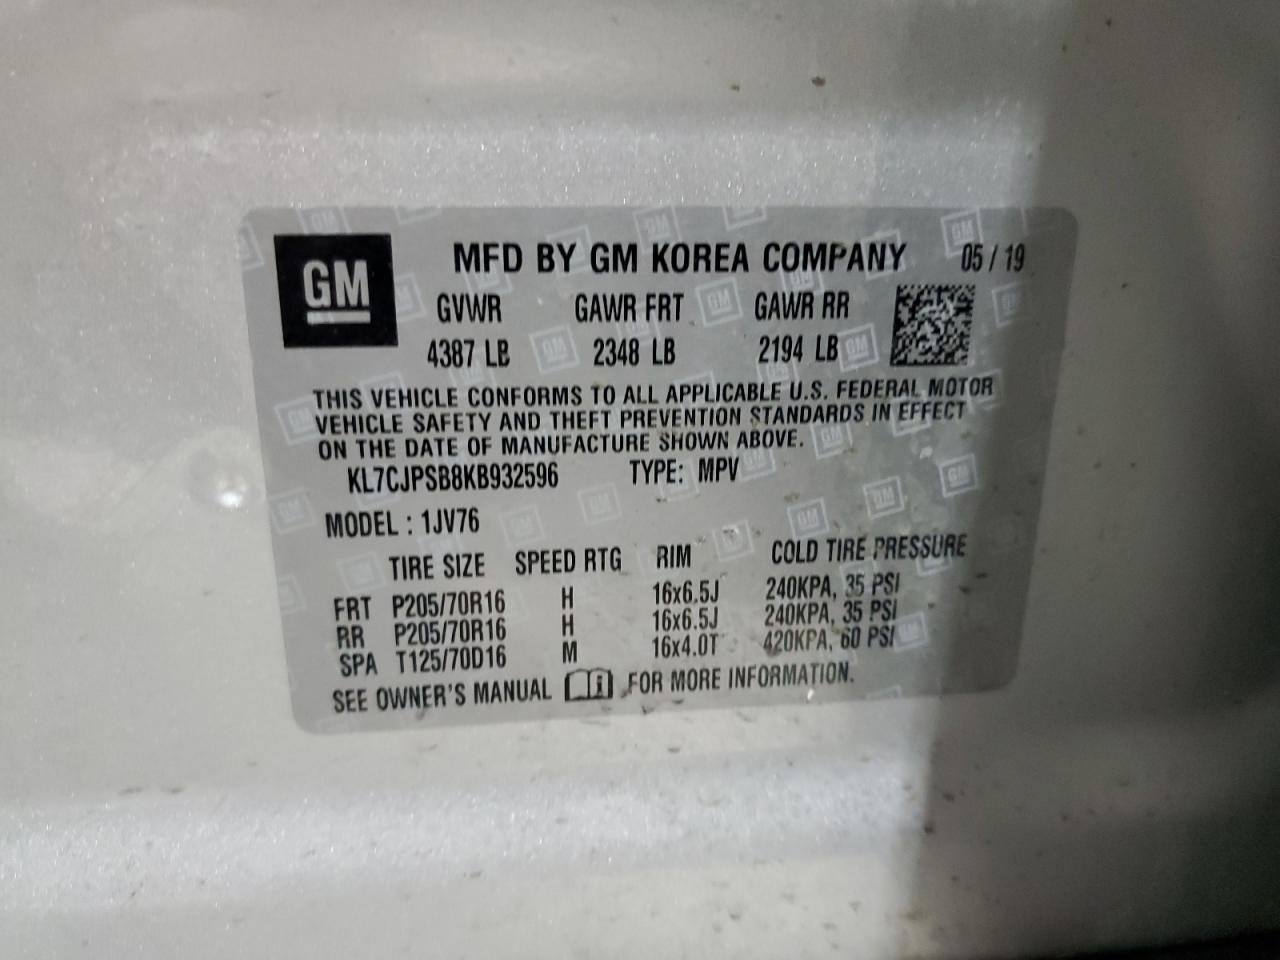 GM
MFD BY GM KOREA COMPANY 05 / 19
GVWR GAWR FRT GAWR RR
4387 LB 2348 LB 2194 LB
THIS VEHICLE CONFORMS TO ALL APPLICABLE U.S. FEDERAL MOTOR
VEHICLE SAFETY AND THEFT PREVENTION STANDARDS IN EFFECT
ON THE DATE OF MANUFACTURE SHOWN ABOVE.
KL7CJPSB8KB932596 TYPE: MPV
MODEL : 1JV76
TIRE SIZE SPEED RTG RIM COLD TIRE PRESSURE
FRT P205/70R16 H 16x6.5J 240KPA, 35 PSI
RR P205/70R16 H 16x6.5J 240KPA, 35 PSI
SPA T125/70D16 M 16x4.0T 420KPA, 60 PSI
SEE OWNER'S MANUAL FOR MORE INFORMATION.